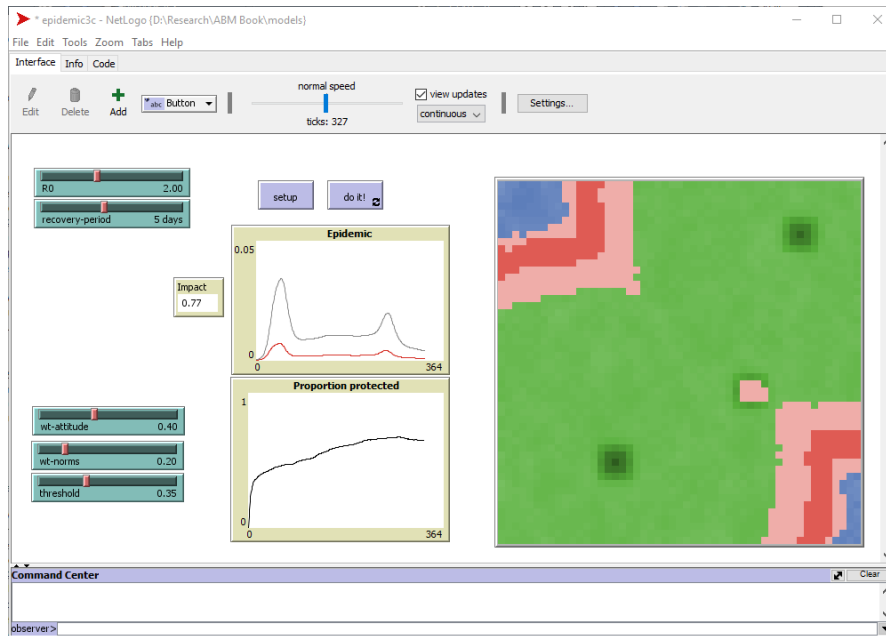 * epidemic3c - NetLogo {D:\Research\ABM Book\models}
File Edit Tools Zoom Tabs Help
Interface Info Code
Edit Delete Add abc Button normal speed ticks: 327 view updates continuous Settings...
R0 2.00
recovery-period 5 days
setup do it!
Epidemic
0.05
0
0 364
Impact
0.77
Proportion protected
1
0
0 364
wt-attitude 0.40
wt-norms 0.20
threshold 0.35
Command Center Clear
observer>